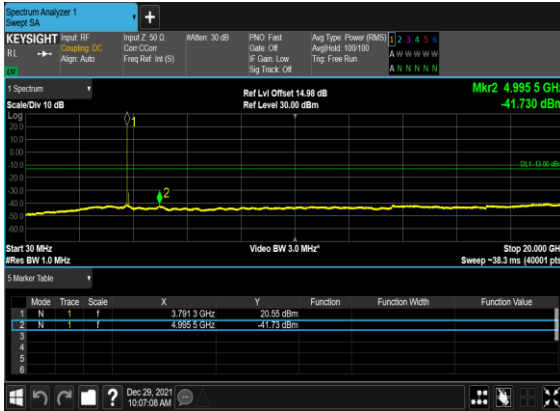 Spectrum Analyzer 1
Swept SA
+
KEYSIGHT Input: RF Input Z: 50 Ω #Atten: 30 dB PNO: Fast Avg Type: Power (RMS) 1 2 3 4 5 6
RL Coupling: DC Corr CCorr Gate: Off Avg|Hold: 100/100 A W W W W W
Align: Auto Freq Ref: Int (S) IF Gain: Low Trig: Free Run
Sig Track: Off A N N N N N
1 Spectrum
Scale/Div 10 dB Ref Lvl Offset 14.98 dB Mkr2 4.995 5 GHz
Ref Level 30.00 dBm -41.730 dBm
Log
20.0
10.0
0.00
-10.0
DL1 -13.00 dBm
-20.0
-30.0
-40.0
-50.0
-60.0
1
2
Start 30 MHz Video BW 3.0 MHz* Stop 20.000 GH
#Res BW 1.0 MHz Sweep ~38.3 ms (40001 pts
5 Marker Table
Mode Trace Scale X Y Function Function Width Function Value
1 N 1 f 3.791 3 GHz 20.55 dBm
2 N 1 f 4.995 5 GHz -41.73 dBm
3
4
5
6
? Dec 29, 2021
10:07:08 AM